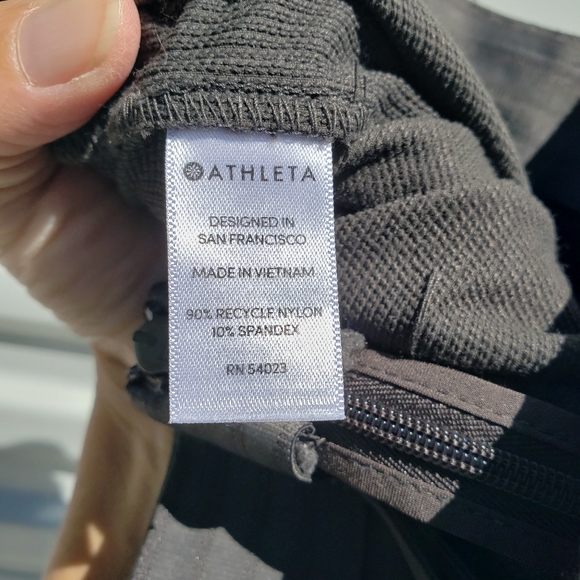 ATHLETA
DESIGNED IN
SAN FRANCISCO
MADE IN VIETNAM
90% RECYCLE NYLON
10% SPANDEX
RN 54023